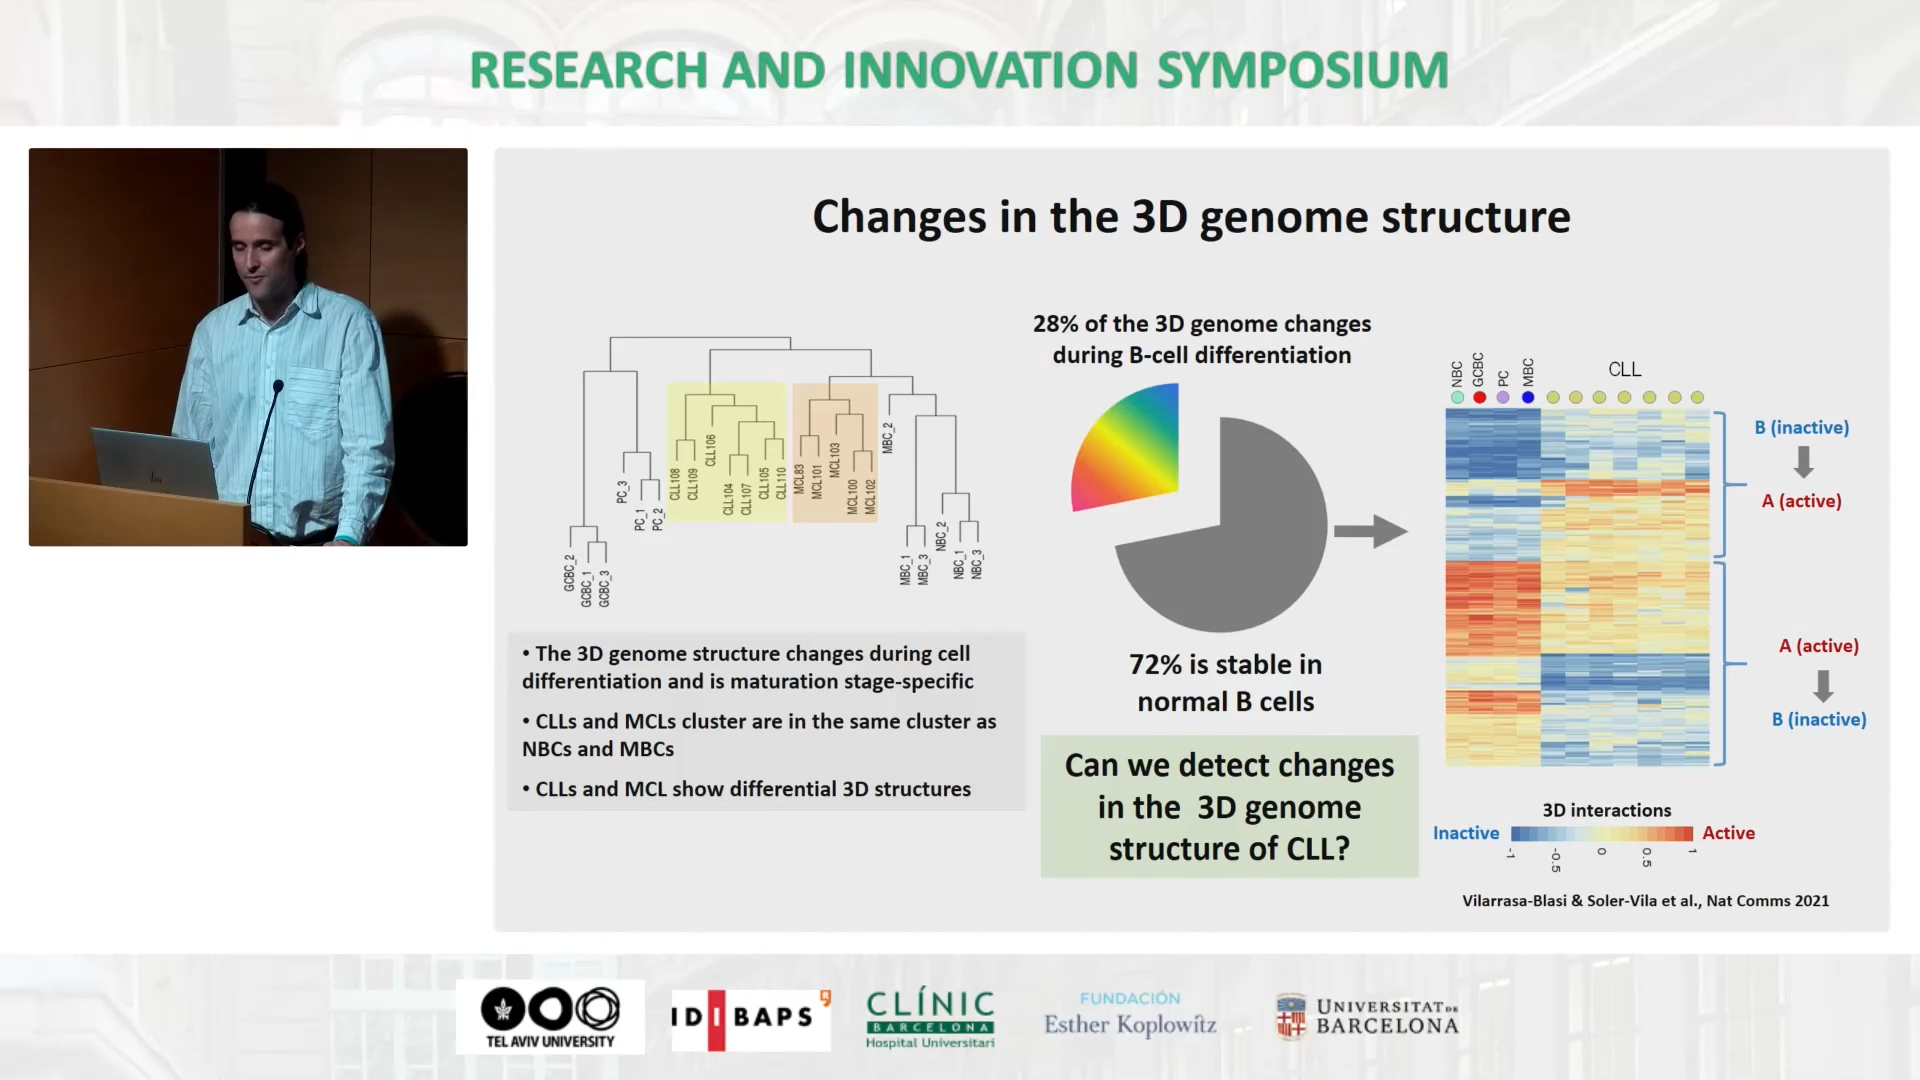 RESEARCH AND INNOVATION SYMPOSIUM
Changes in the 3D genome structure
GCBC_2
GCBC_1
GCBC_3
PC_3
PC_1
PC_2
CLL108
CLL109
CLL106
CLL104
CLL107
CLL105
CLL110
MCL83
MCL101
MCL103
MCL100
MCL102
MBC_2
MBC_1
MBC_3
NBC_2
NBC_1
NBC_3
• The 3D genome structure changes during cell
differentiation and is maturation stage-specific
• CLLs and MCLs cluster are in the same cluster as
NBCs and MBCs
• CLLs and MCL show differential 3D structures
28% of the 3D genome changes
during B-cell differentiation
72% is stable in
normal B cells
Can we detect changes
in the 3D genome
structure of CLL?
NBC
GCBC
PC
MBC
CLL
B (inactive)
A (active)
A (active)
B (inactive)
3D interactions
Inactive
Active
-1
-0.5
0
0.5
1
Vilarrasa-Blasi & Soler-Vila et al., Nat Comms 2021
TEL AVIV UNIVERSITY
IDIBAPS
CLÍNIC
BARCELONA
Hospital Universitari
FUNDACIÓN
Esther Koplowitz
UNIVERSITAT DE
BARCELONA